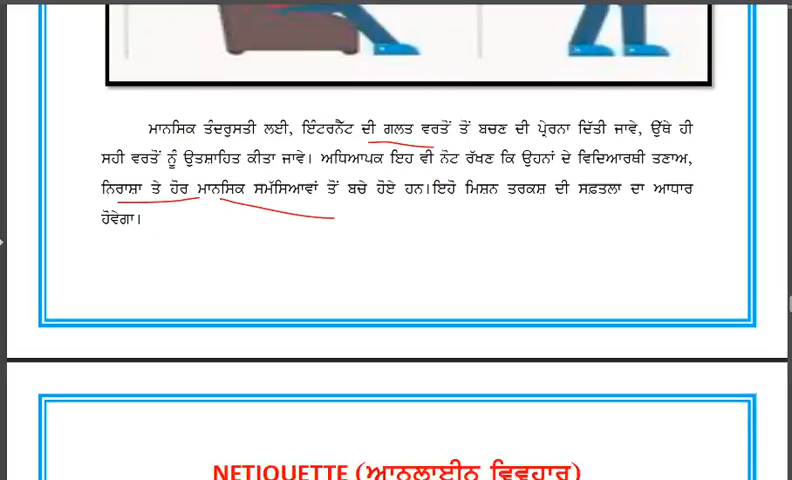 ਮਾਨਸਿਕ ਤੰਦਰੁਸਤੀ ਲਈ, ਇੰਟਰਨੈੱਟ ਦੀ ਗਲਤ ਵਰਤੋਂ ਤੋਂ ਬਚਣ ਦੀ ਪ੍ਰੇਰਨਾ ਦਿੱਤੀ ਜਾਵੇ, ਉੱਥੇ ਹੀ
ਸਹੀ ਵਰਤੋਂ ਨੂੰ ਉਤਸ਼ਾਹਿਤ ਕੀਤਾ ਜਾਵੇ। ਅਧਿਆਪਕ ਇਹ ਵੀ ਨੋਟ ਰੱਖਣ ਕਿ ਉਹਨਾਂ ਦੇ ਵਿਦਿਆਰਥੀ ਤਣਾਅ,
ਨਿਰਾਸ਼ਾ ਤੇ ਹੋਰ ਮਾਨਸਿਕ ਸਮੱਸਿਆਵਾਂ ਤੋਂ ਬਚੇ ਹੋਏ ਹਨ।ਇਹੋ ਮਿਸ਼ਨ ਤਰਕਸ਼ ਦੀ ਸਫ਼ਤਲਾ ਦਾ ਆਧਾਰ
ਹੋਵੇਗਾ।
NETIQUETTE (ਆਨਲਾਈਨ ਵਿਵਹਾਰ)